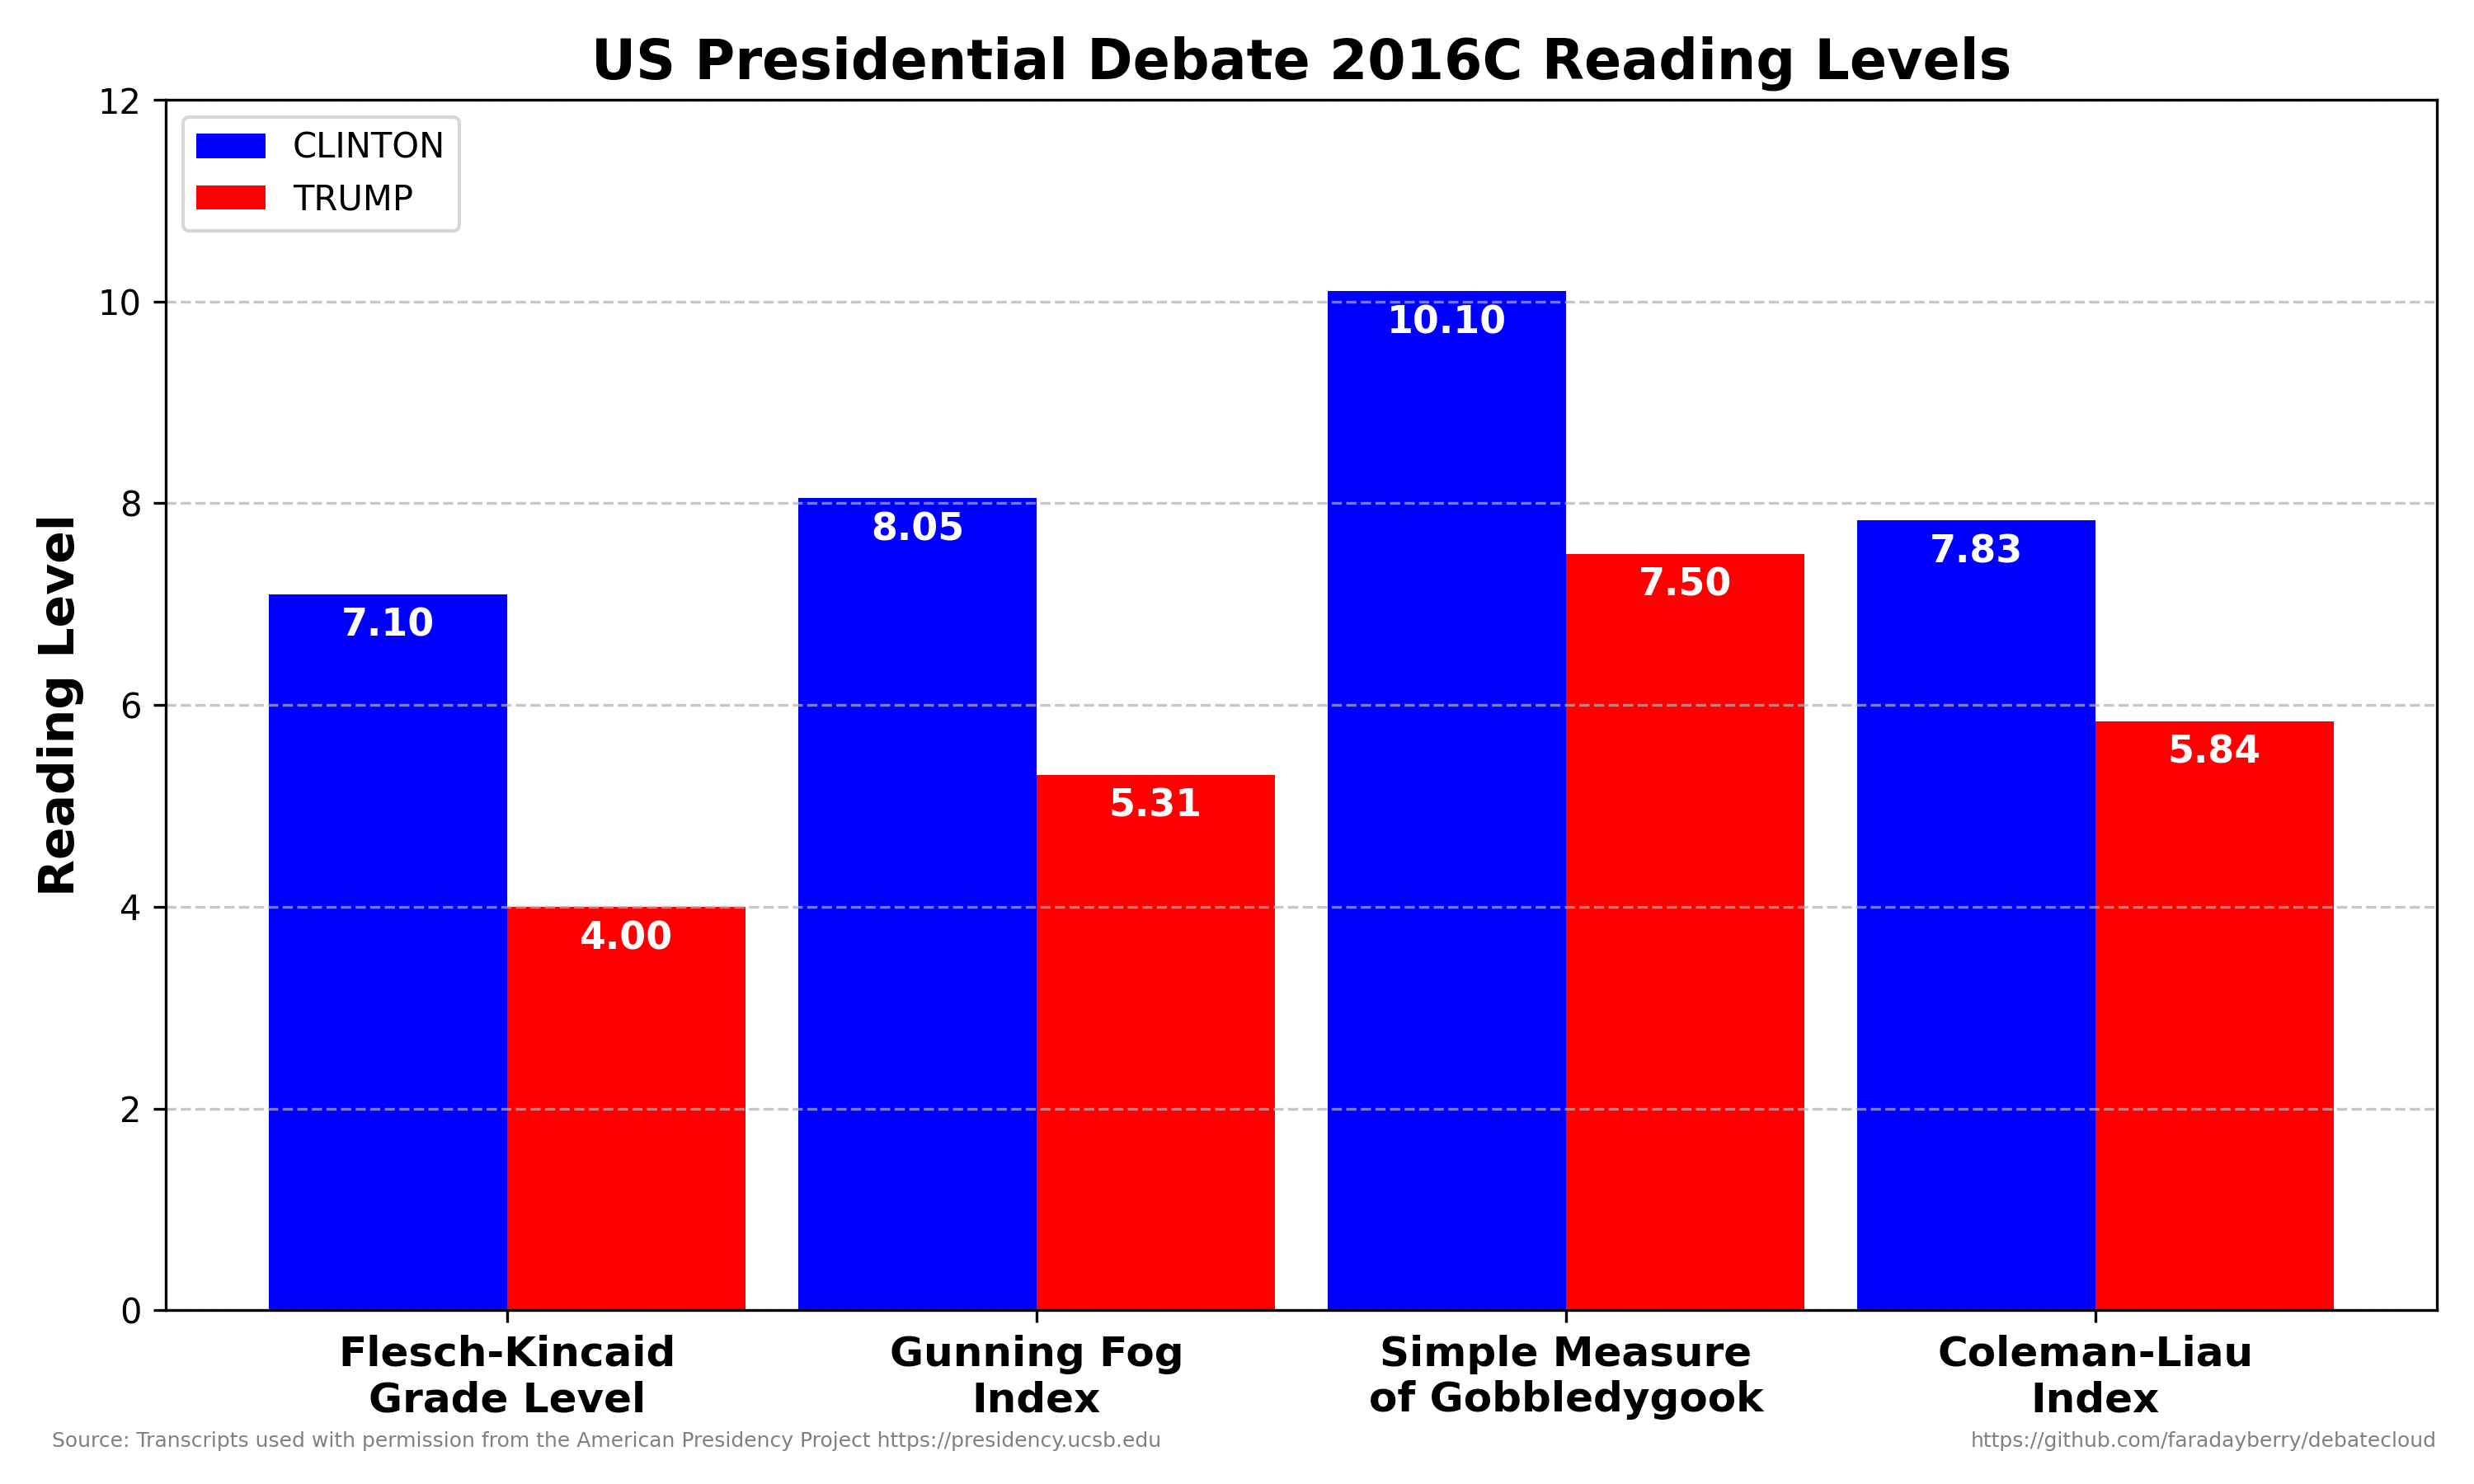 US Presidential Debate 2016C Reading Levels
CLINTON
TRUMP
Reading Level
12
10
8
6
4
2
0
7.10
4.00
8.05
5.31
10.10
7.50
7.83
5.84
Flesch-Kincaid
Grade Level
Gunning Fog
Index
Simple Measure
of Gobbledygook
Coleman-Liau
Index
Source: Transcripts used with permission from the American Presidency Project https://presidency.ucsb.edu
https://github.com/faradayberry/debatecloud